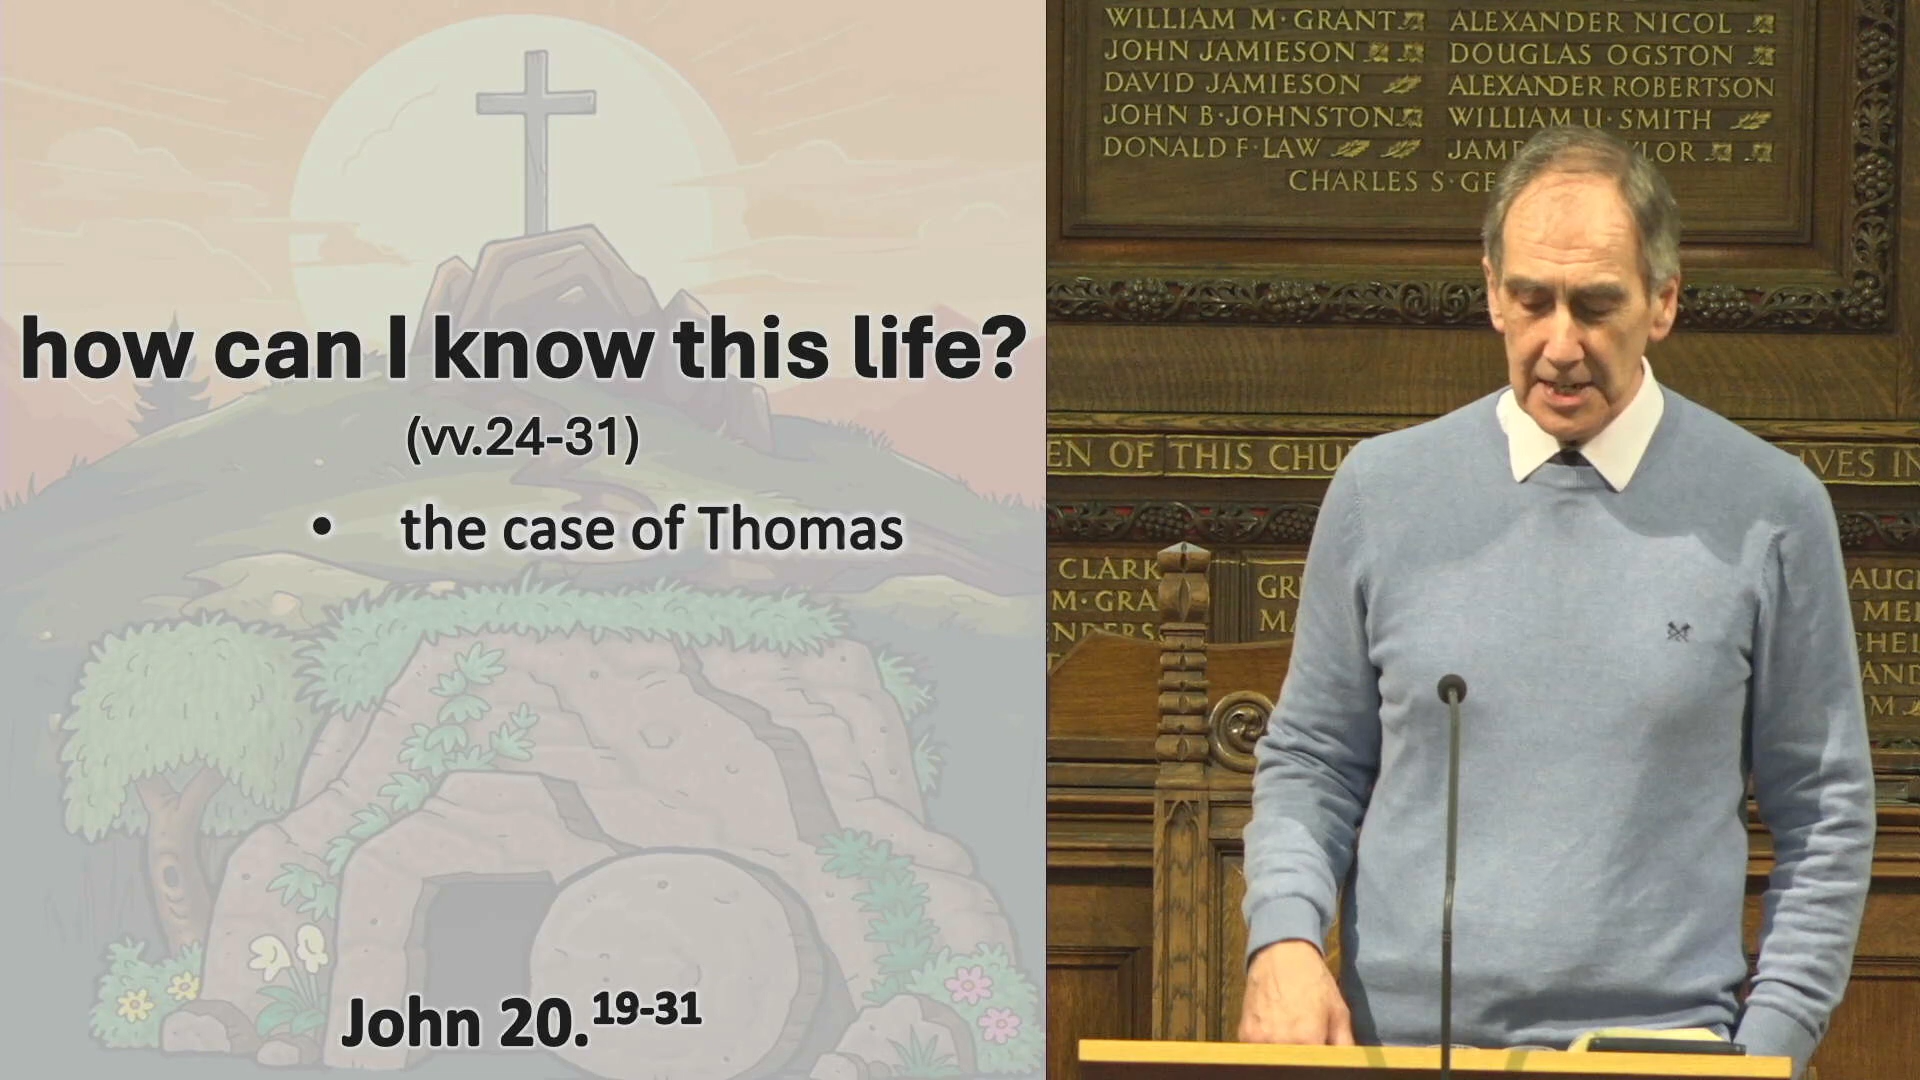 how can I know this life?
(vv.24-31)
• the case of Thomas
John 20.19-31
WILLIAM M·GRANT ALEXANDER NICOL
JOHN JAMIESON DOUGLAS OGSTON
DAVID JAMIESON ALEXANDER ROBERTSON
JOHN B·JOHNSTON WILLIAM U·SMITH
DONALD F·LAW
CHARLES S·
OF THIS
CLARK